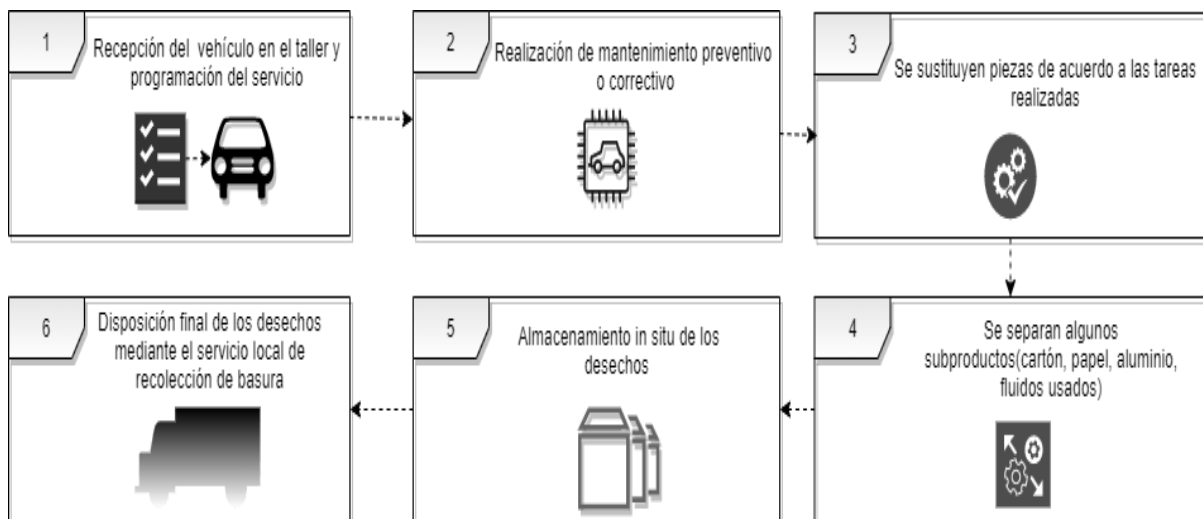 1
Recepción del vehículo en el taller y
programación del servicio
2
Realización de mantenimiento preventivo
o correctivo
3
Se sustituyen piezas de acuerdo a las tareas
realizadas
4
Se separan algunos
subproductos(cartón, papel, aluminio,
fluidos usados)
5
Almacenamiento in situ de los
desechos
6
Disposición final de los desechos
mediante el servicio local de
recolección de basura